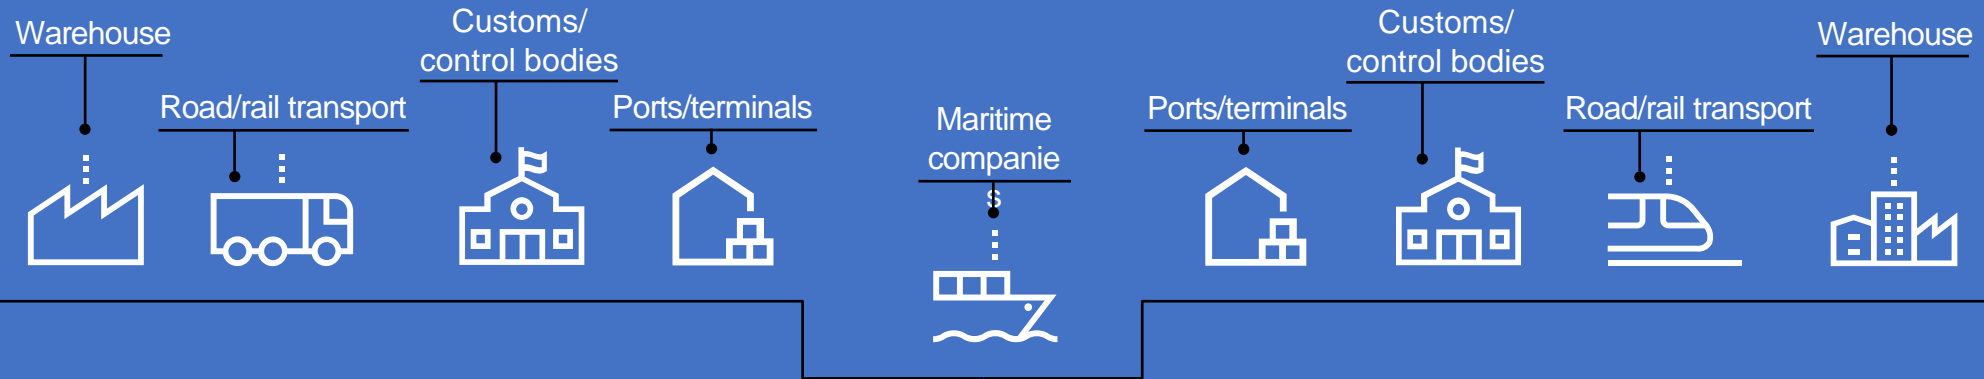 Warehouse
Road/rail transport
Customs/
control bodies
Ports/terminals
Maritime
companie
s
Ports/terminals
Customs/
control bodies
Road/rail transport
Warehouse